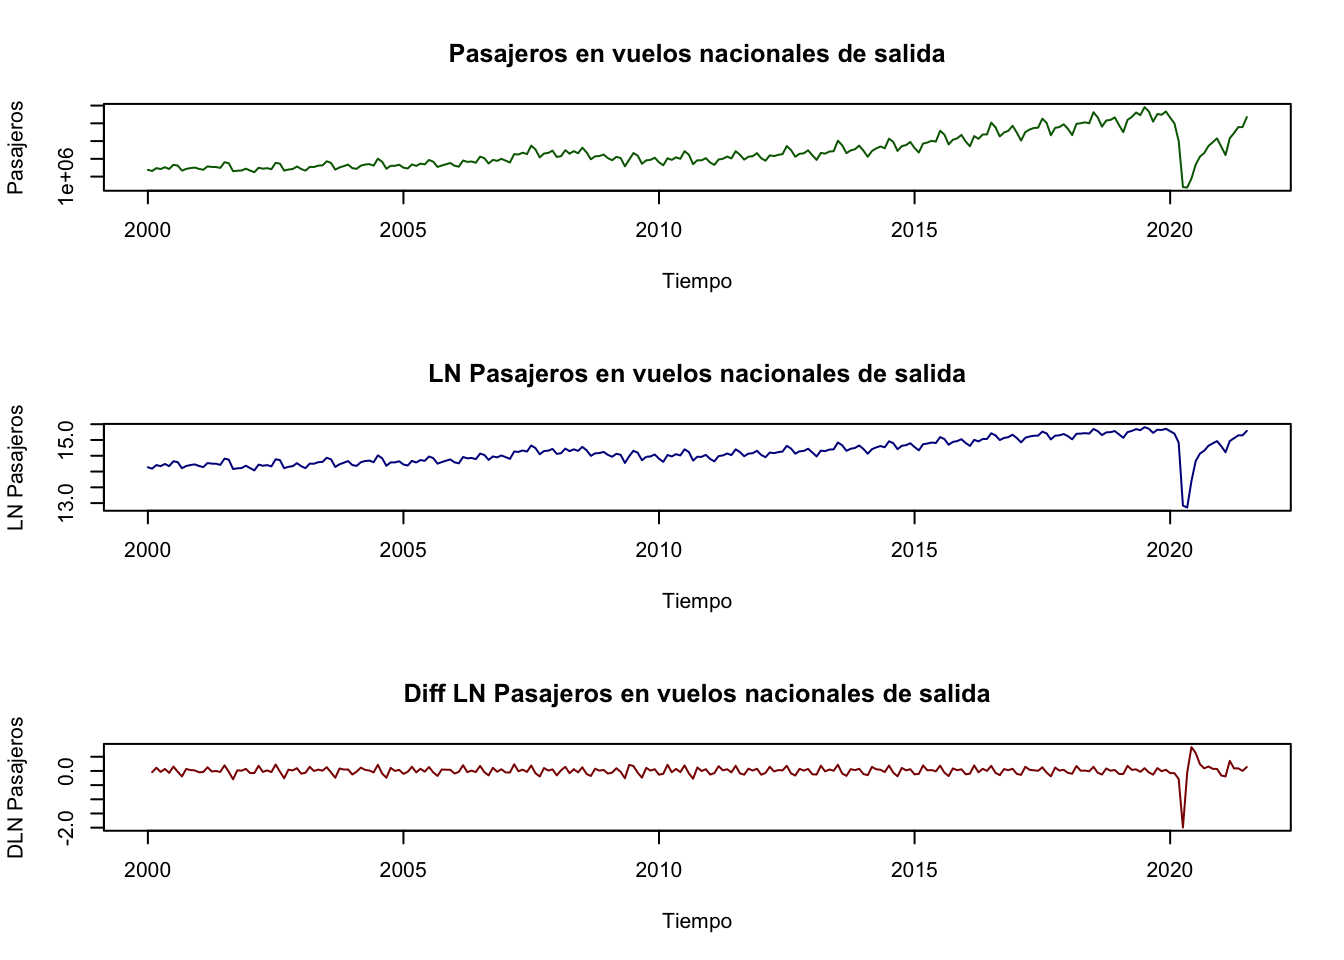 Pasajeros en vuelos nacionales de salida
Pasajeros
1e+06
2000 2005 2010 2015 2020
Tiempo
LN Pasajeros en vuelos nacionales de salida
LN Pasajeros
13.0 15.0
2000 2005 2010 2015 2020
Tiempo
Diff LN Pasajeros en vuelos nacionales de salida
DLN Pasajeros
-2.0 0.0
2000 2005 2010 2015 2020
Tiempo